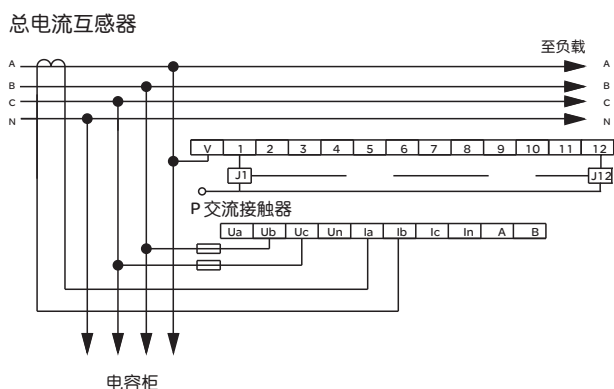 总电流互感器
至负载
A A
B B
C C
N N
V 1 2 3 4 5 6 7 8 9 10 11 12
J1 J12
P交流接触器
Ua Ub Uc Un Ia Ib Ic In A B
电容柜